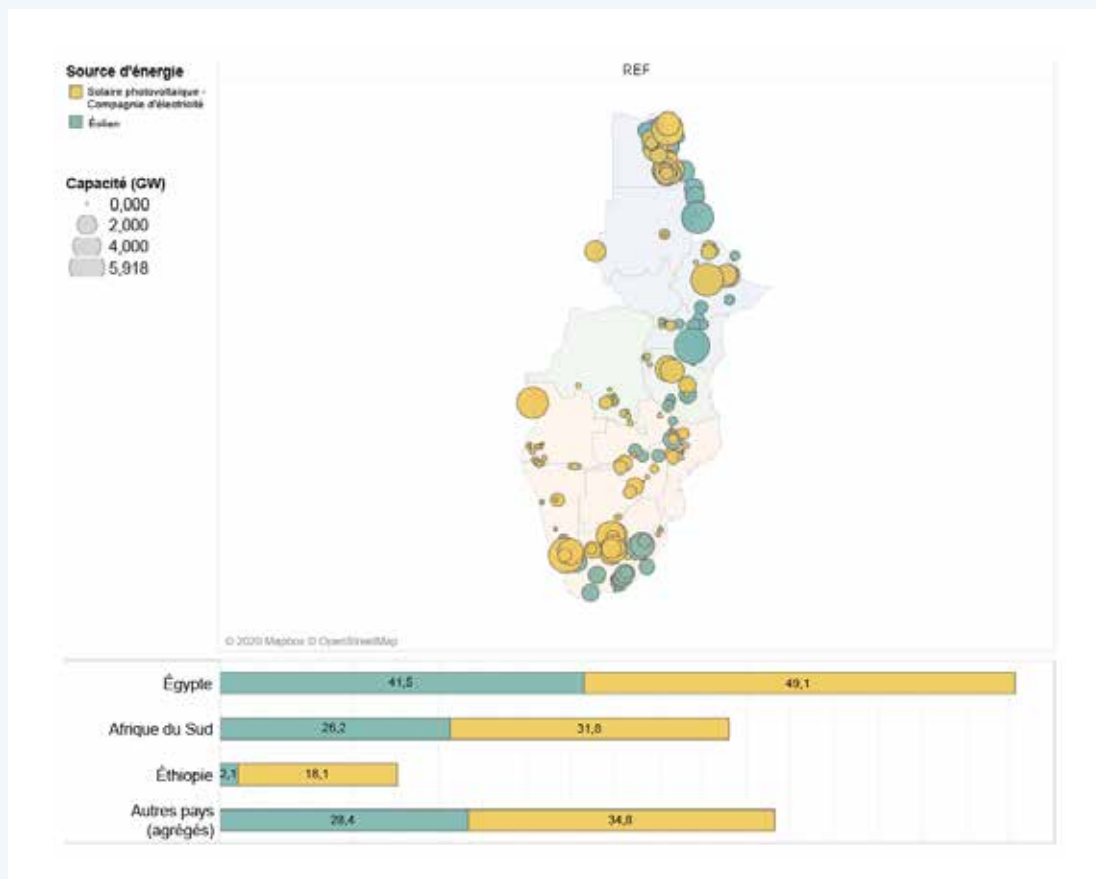 Source d'énergie
Solaire photovoltaïque -
Compagnie d'électricité
Éolien
Capacité (GW)
0,000
2,000
4,000
5,918
REF
© 2020 Mapbox © OpenStreetMap
Égypte 41,5 49,1
Afrique du Sud 26,2 31,8
Éthiopie 2,1 18,1
Autres pays
(agrégés) 28,4 34,8